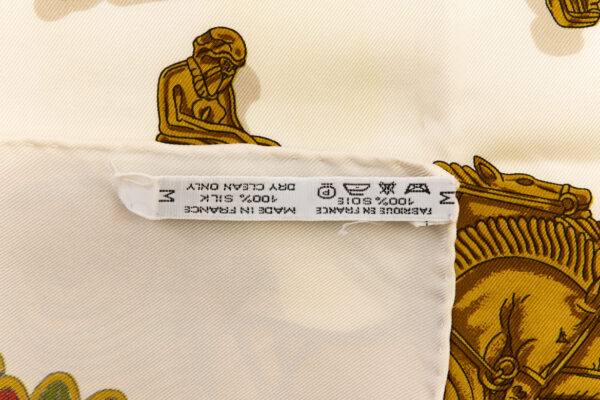 FABRIQUE EN FRANCE
100% SOIE
P
MADE IN FRANCE
100% SILK
DRY CLEAN ONLY
M
M